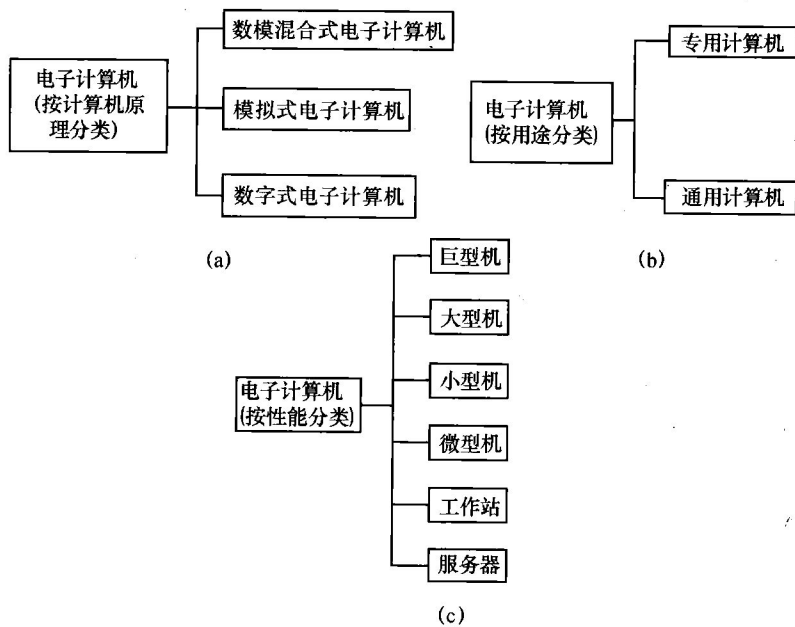 数模混合式电子计算机
电子计算机
(按计算机原
理分类)
模拟式电子计算机
数字式电子计算机
(a)
专用计算机
电子计算机
(按用途分类)
通用计算机
(b)
巨型机
大型机
小型机
电子计算机
(按性能分类)
微型机
工作站
服务器
(c)